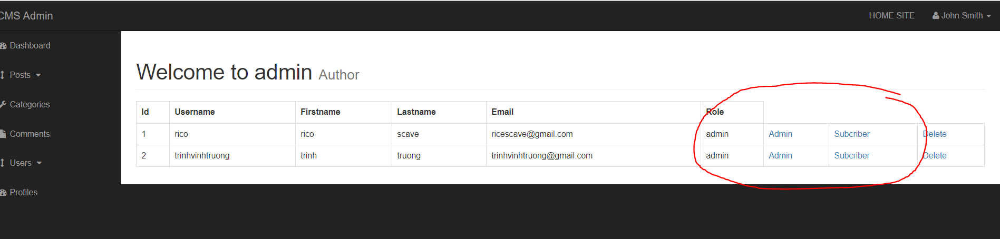 CMS Admin HOME SITE John Smith
Dashboard
Posts
Categories
Comments
Users
Profiles
Welcome to admin Author
Id Username Firstname Lastname Email Role
1 rico rico scave ricescave@gmail.com admin Admin Subcriber Delete
2 trinhvinhtruong trinh truong trinhvinhtruong@gmail.com admin Admin Subcriber Delete